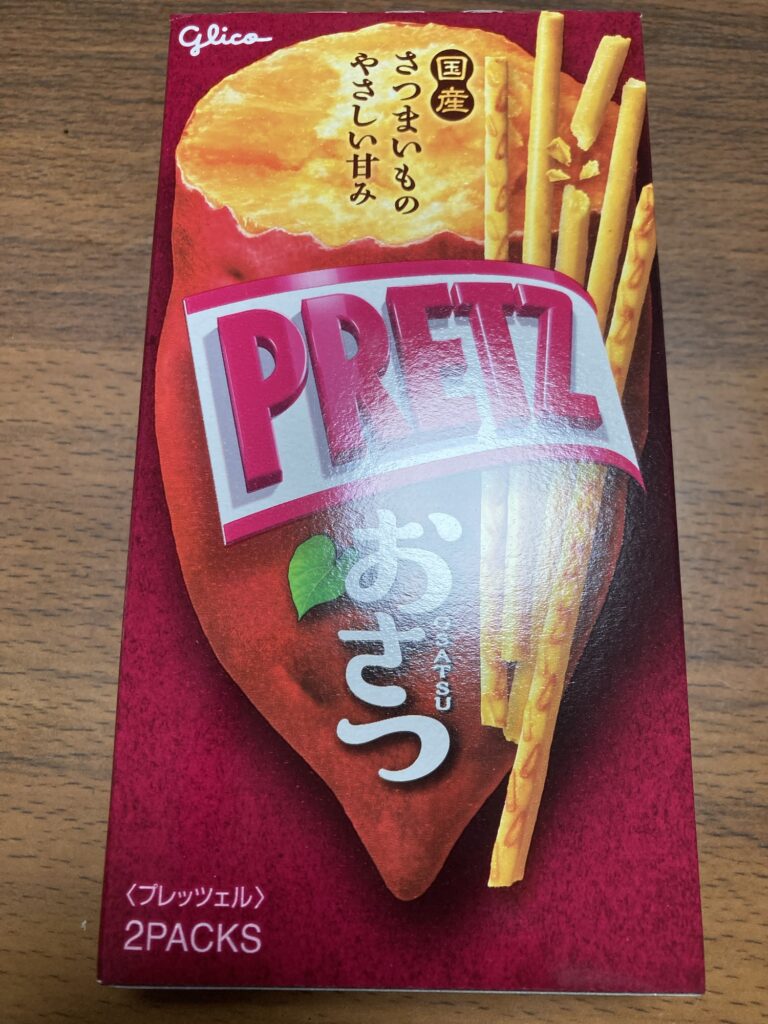 Glico
国産
さつまいもの
やさしい甘み
PRETZ
おさつ
OSATSU
〈プレッツェル〉
2PACKS